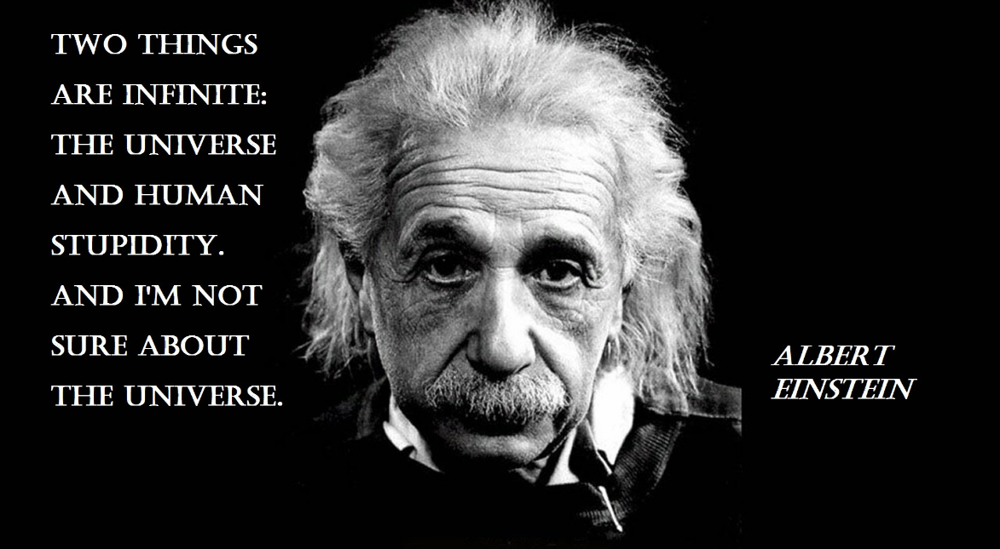 TWO THINGS
ARE INFINITE:
THE UNIVERSE
AND HUMAN
STUPIDITY.
AND I'M NOT
SURE ABOUT
THE UNIVERSE.
ALBERT
EINSTEIN